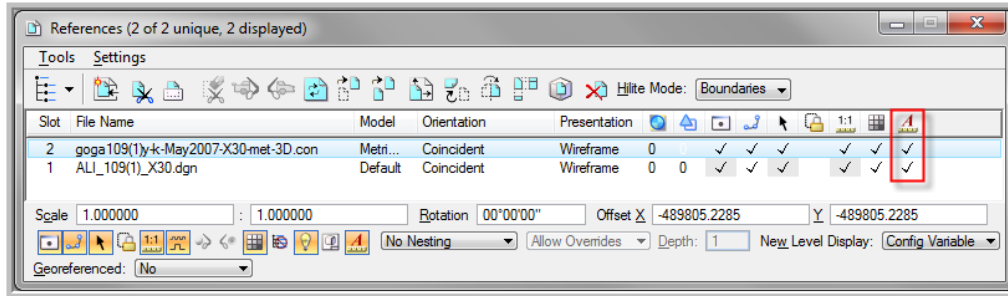 References (2 of 2 unique, 2 displayed)
Tools Settings
Hilite Mode: Boundaries
Slot File Name Model Orientation Presentation 1:1 A
2 goga109(1)y-k-May2007-X30-met-3D.con Metri... Coincident Wireframe 0 0
1 ALI_109(1)_X30.dgn Default Coincident Wireframe 0 0
Scale 1.000000 : 1.000000 Rotation 00°00'00" Offset X -489805.2285 Y -489805.2285
1:1 A No Nesting Allow Overrides Depth: 1 New Level Display: Config Variable
Georeferenced: No